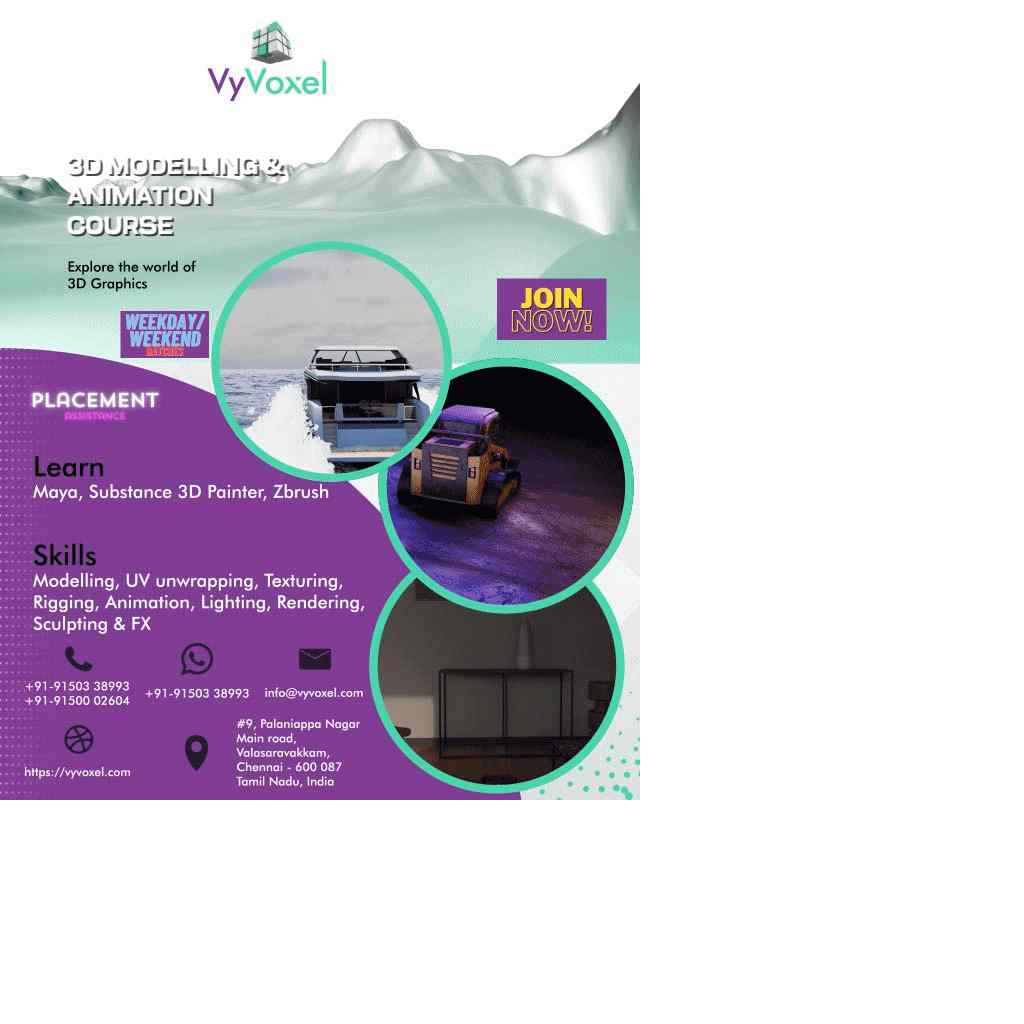 VyVoxel
3D MODELLING &
ANIMATION
COURSE
Explore the world of
3D Graphics
JOIN
NOW!
WEEKDAY/
WEEKEND
BATCHES
PLACEMENT
ASSISTANCE
Learn
Maya, Substance 3D Painter, Zbrush
Skills
Modelling, UV unwrapping, Texturing,
Rigging, Animation, Lighting, Rendering,
Sculpting & FX
+91-91503 38993
+91-91500 02604
+91-91503 38993
info@vyvoxel.com
https://vyvoxel.com
#9, Palaniappa Nagar
Main road,
Valasaravakkam,
Chennai - 600 087
Tamil Nadu, India